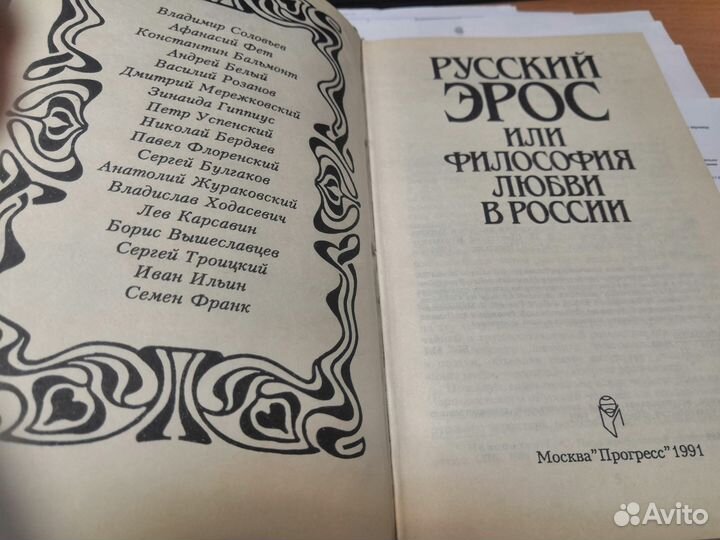 Владимир Соловьев
Афанасий Фет
Константин Бальмонт
Андрей Белый
Василий Розанов
Дмитрий Мережковский
Зинаида Гиппиус
Петр Успенский
Николай Бердяев
Павел Флоренский
Сергей Булгаков
Анатолий Жураковский
Владислав Ходасевич
Лев Карсавин
Борис Вышеславцев
Сергей Троицкий
Иван Ильин
Семен Франк
РУССКИЙ
ЭРОС
ИЛИ
ФИЛОСОФИЯ
ЛЮБВИ
В РОССИИ
Москва"Прогресс"1991
Avito